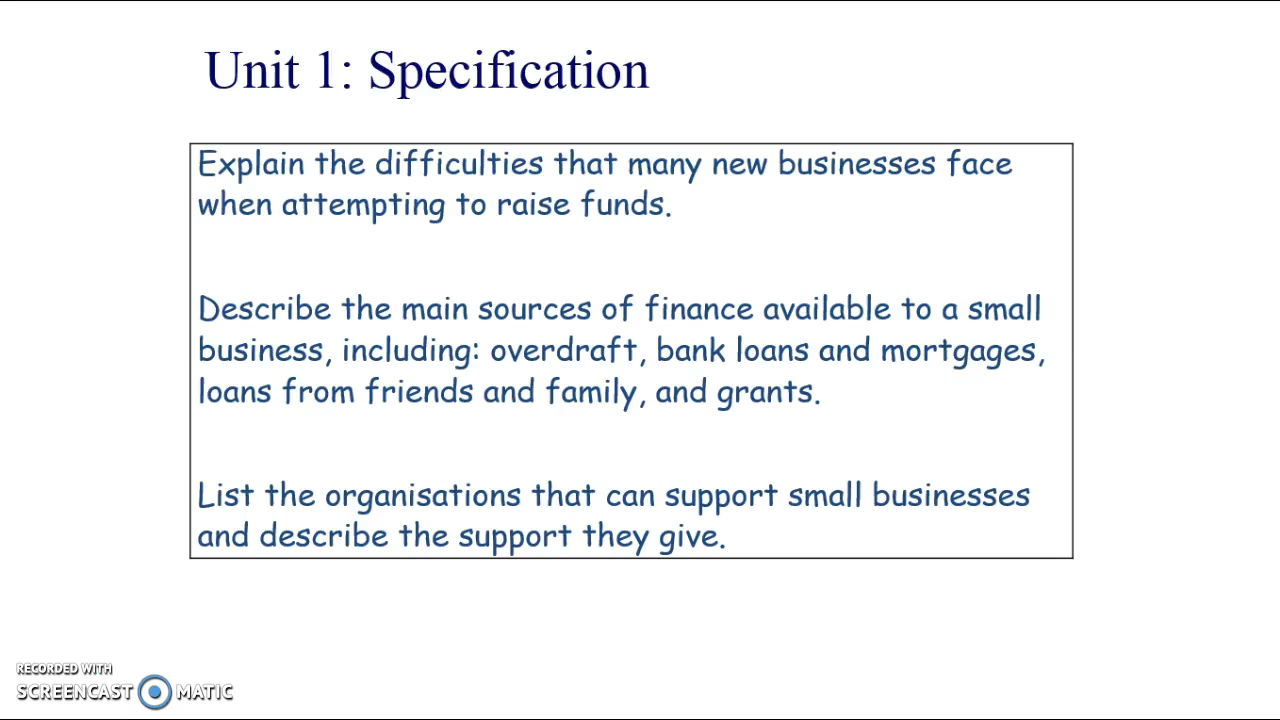 Unit 1: Specification
Explain the difficulties that many new businesses face
when attempting to raise funds.
Describe the main sources of finance available to a small
business, including: overdraft, bank loans and mortgages,
loans from friends and family, and grants.
List the organisations that can support small businesses
and describe the support they give.
RECORDED WITH
SCREENCAST MATIC